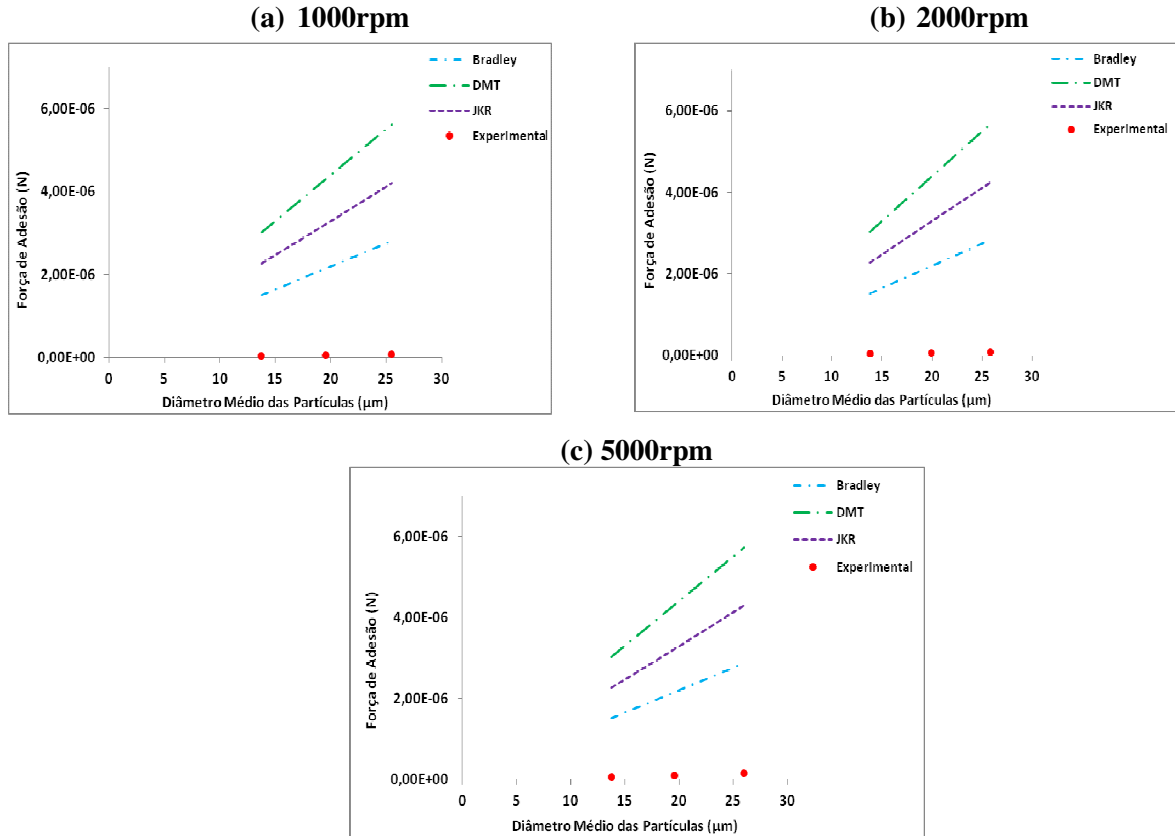 (a) 1000rpm
Bradley
DMT
JKR
Experimental
6,00E-06
4,00E-06
2,00E-06
0,00E+00
Força de Adesão (N)
0 5 10 15 20 25 30
Diâmetro Médio das Partículas (µm)
(b) 2000rpm
Bradley
DMT
JKR
Experimental
6,00E-06
4,00E-06
2,00E-06
0,00E+00
Força de Adesão (N)
0 5 10 15 20 25 30
Diâmetro Médio das Partículas (µm)
(c) 5000rpm
Bradley
DMT
JKR
Experimental
6,00E-06
4,00E-06
2,00E-06
0,00E+00
Força de Adesão (N)
0 5 10 15 20 25 30
Diâmetro Médio das Partículas (µm)